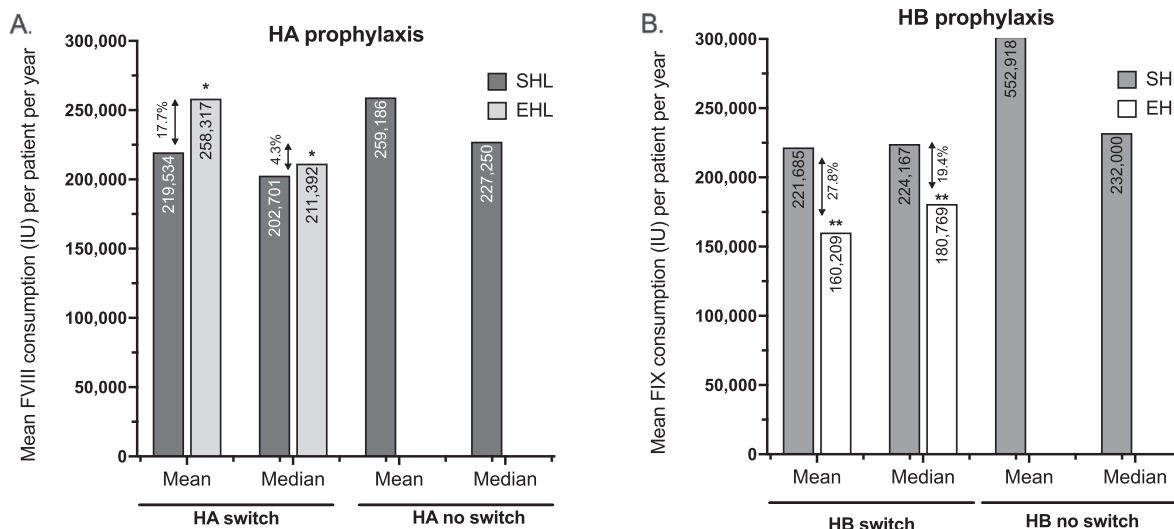 A.
HA prophylaxis
Mean FVIII consumption (IU) per patient per year
300,000
250,000
200,000
150,000
100,000
50,000
0
SHL
EHL
17.7%
219,534
*
258,317
4.3%
202,701
*
211,392
259,186
227,250
Mean
Median
Mean
Median
HA switch
HA no switch
B.
HB prophylaxis
Mean FIX consumption (IU) per patient per year
300,000
250,000
200,000
150,000
100,000
50,000
0
SH
EH
221,685
27.8%
**
160,209
224,167
19.4%
**
180,769
552,918
232,000
Mean
Median
Mean
Median
HB switch
HB no switch